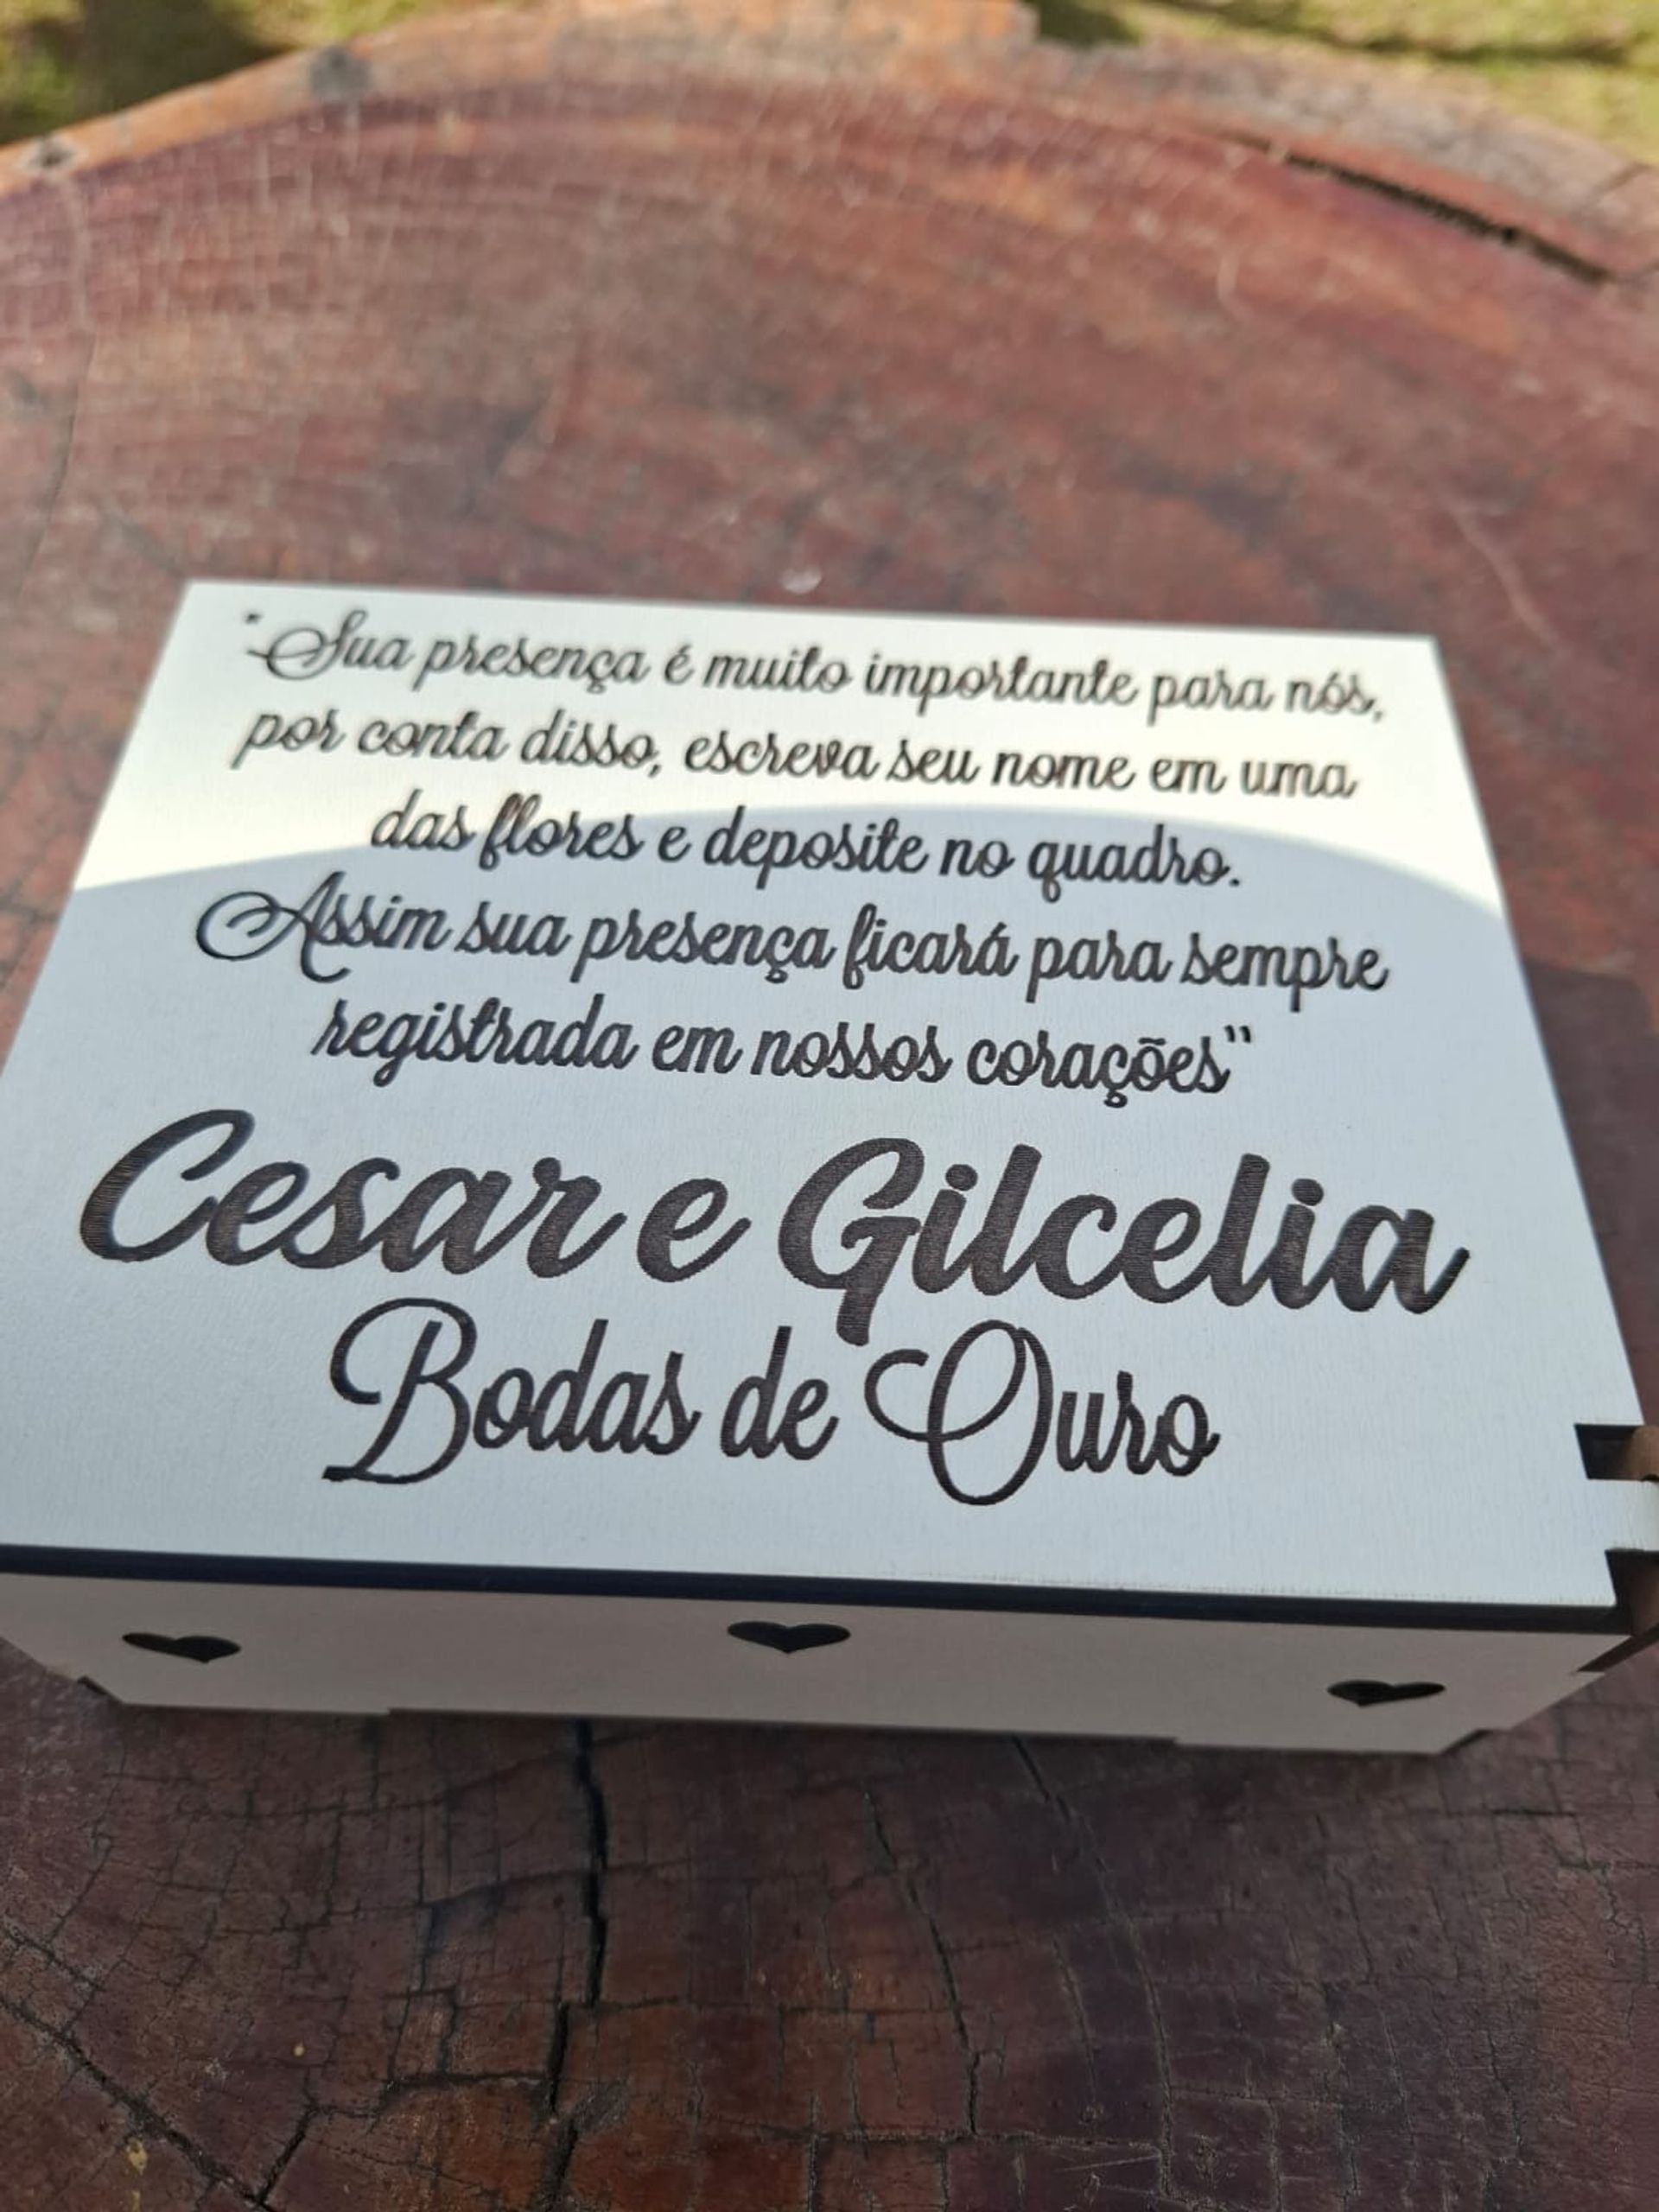 "Sua presença é muito importante para nós,
por conta disso, escreva seu nome em uma
das flores e deposite no quadro.
Assim sua presença ficará para sempre
registrada em nossos corações"
Cesar e Gilcelia
Bodas de Ouro